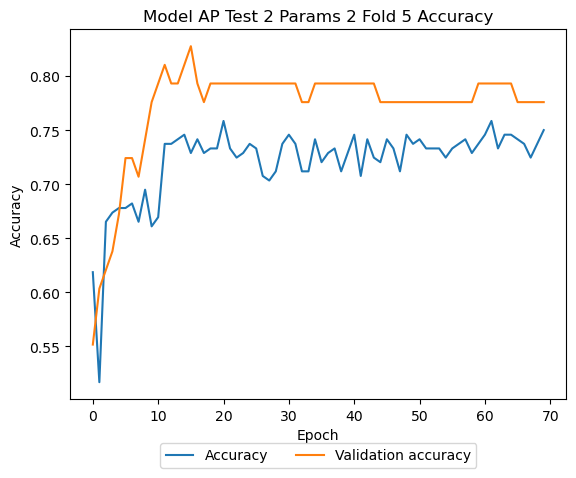 Model AP Test 2 Params 2 Fold 5 Accuracy
Accuracy
0.80
0.75
0.70
0.65
0.60
0.55
0 10 20 30 40 50 60 70
Epoch
Accuracy Validation accuracy